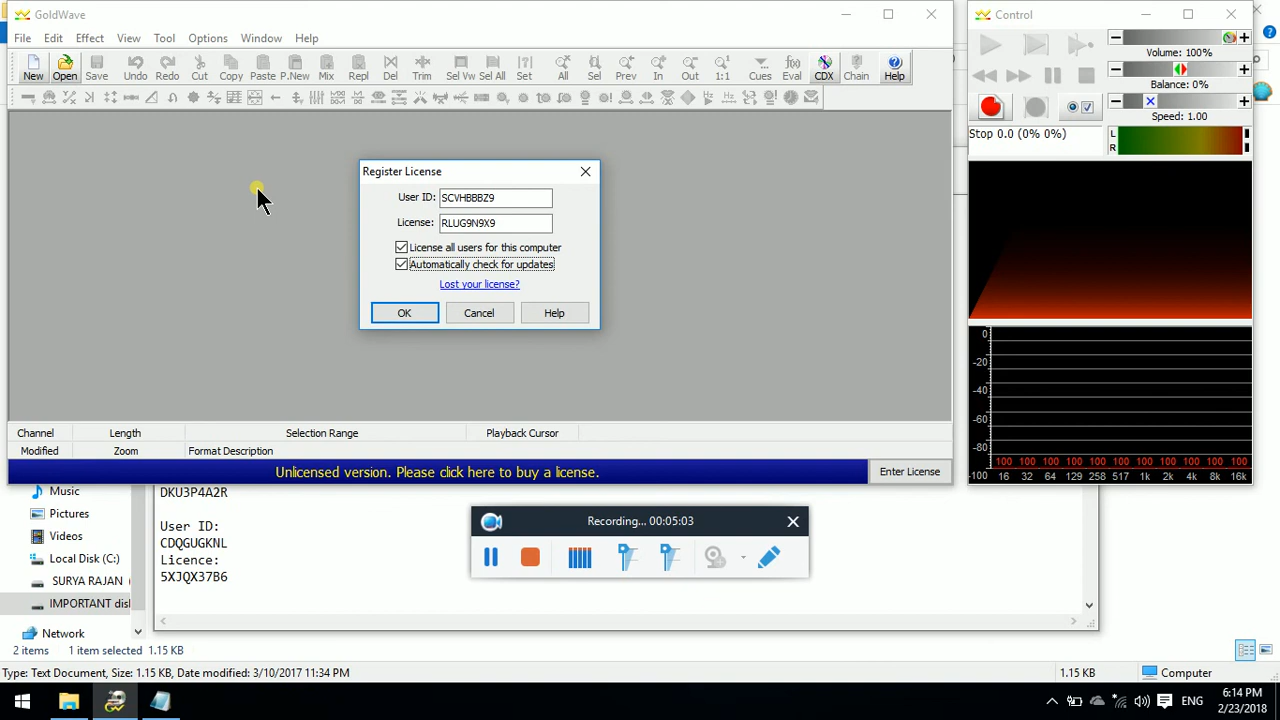 GoldWave
File Edit Effect View Tool Options Window Help
New Open Save Undo Redo Cut Copy Paste P.New Mix Repl Del Trim Sel Vw Sel All Set All Sel Prev In Out 1:1 Cues Eval CDX Chain Help
Register License
User ID: SCVHBBBZ9
License: RLUG9N9X9
License all users for this computer
Automatically check for updates
Lost your license?
OK Cancel Help
Channel Length Selection Range Playback Cursor
Modified Zoom Format Description
Unlicensed version. Please click here to buy a license. Enter License
Control
Volume: 100%
Balance: 0%
Speed: 1.00
Stop 0.0 (0% 0%)
L
R
0
-20
-40
-60
-80
-100
100 100 100 100 100 100 100 100 100 100 100
16 32 64 129 258 517 1k 2k 4k 8k 16k
DKU3P4A2R
User ID:
CDQGUGKNL
Licence:
5XJQX37B6
Recording... 00:05:03
Music
Pictures
Videos
Local Disk (C:)
SURYA RAJAN (
IMPORTANT disk
Network
2 items 1 item selected 1.15 KB
Type: Text Document, Size: 1.15 KB, Date modified: 3/10/2017 11:34 PM 1.15 KB Computer
ENG
6:14 PM
2/23/2018